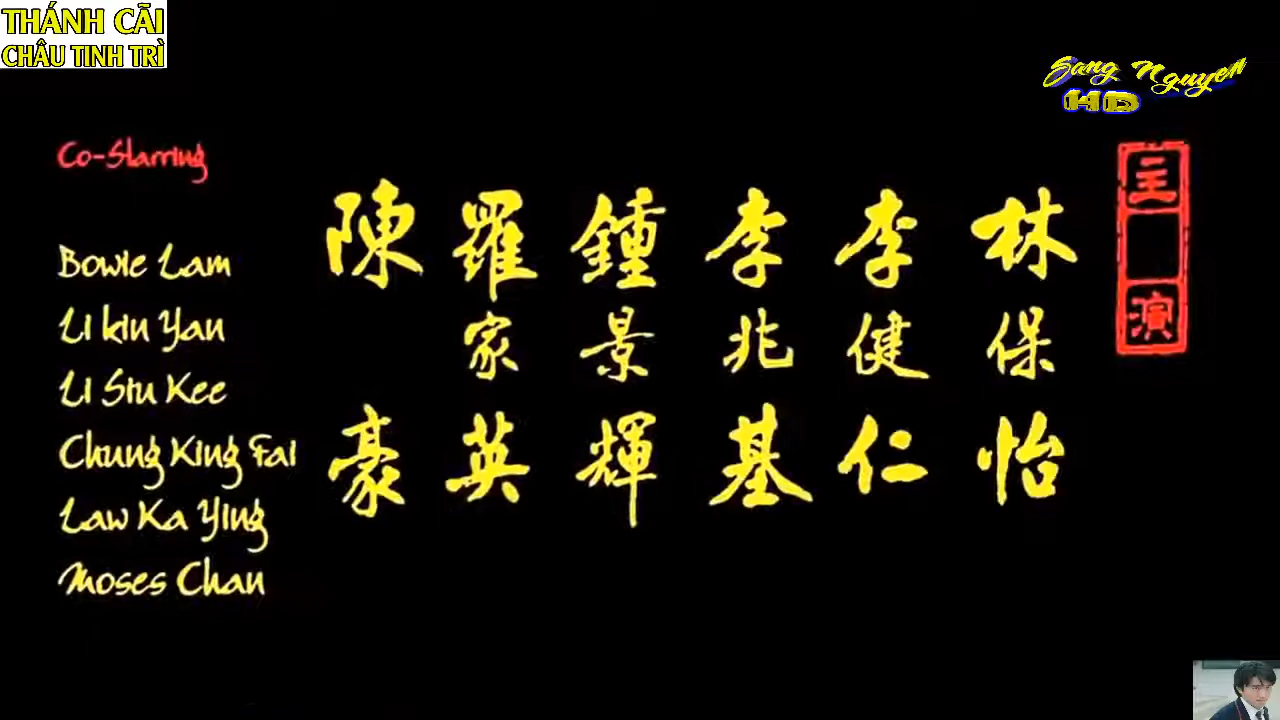 THÁNH CÃI
CHÂU TINH TRÌ
Sang Nguyen
HD
Co-Starring
Bowie Lam
Li Kin Yan
Li Siu Kee
Chung King Fai
Law Ka Ying
Moses Chan
主演
林保怡
李健仁
李兆基
鍾景輝
羅家英
陳豪